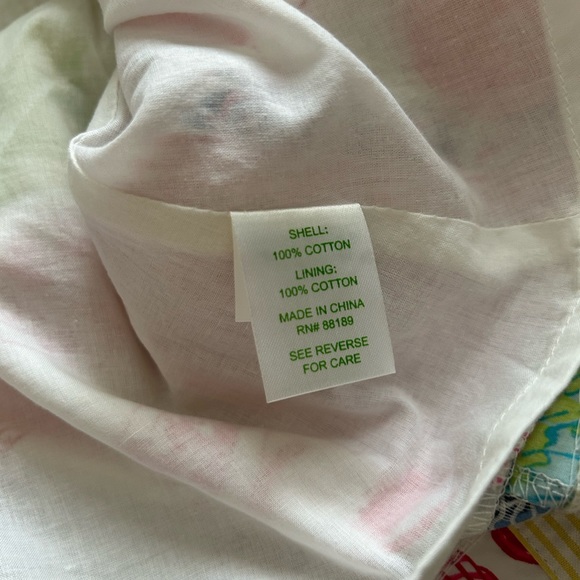 SHELL:
100% COTTON
LINING:
100% COTTON
MADE IN CHINA
RN# 88189
SEE REVERSE
FOR CARE